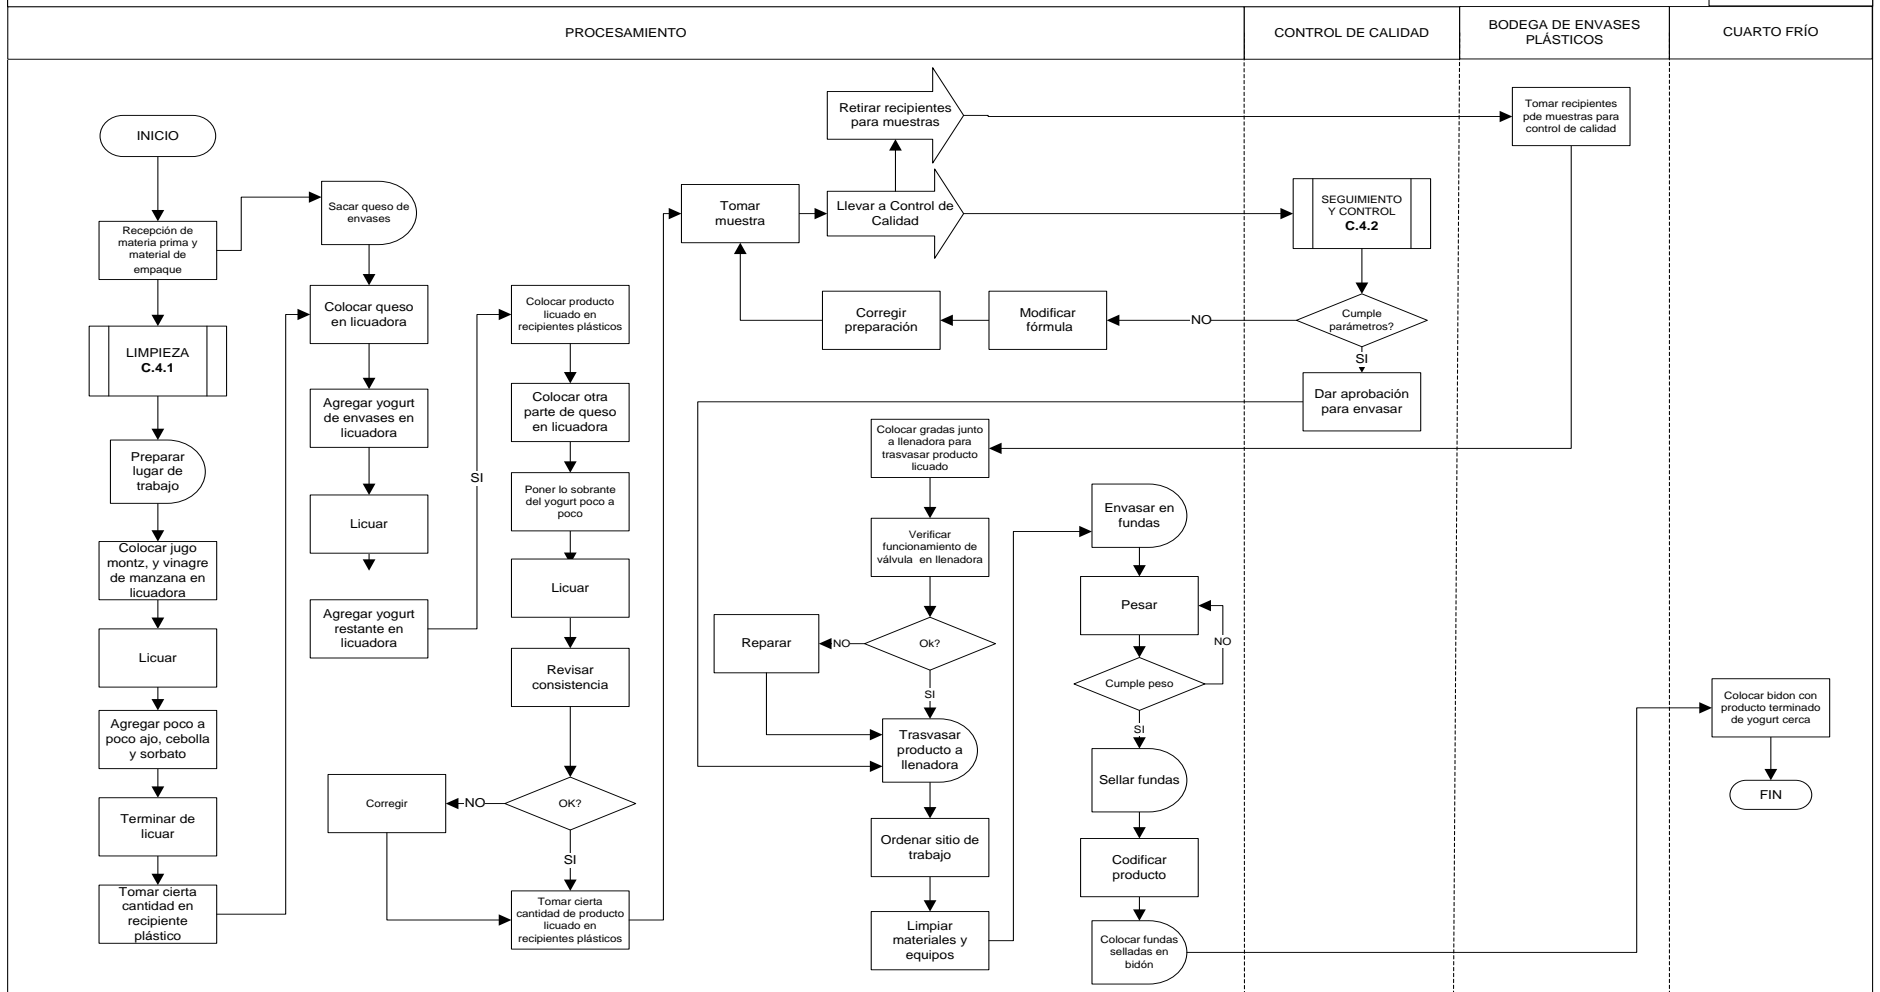 PROCESAMIENTO
CONTROL DE CALIDAD
BODEGA DE ENVASES
PLÁSTICOS
CUARTO FRÍO
INICIO
Recepción de
materia prima y
material de
empaque
LIMPIEZA
C.4.1
Preparar
lugar de
trabajo
Colocar jugo
montz, y vinagre
de manzana en
licuadora
Licuar
Agregar poco a
poco ajo, cebolla
y sorbato
Terminar de
licuar
Tomar cierta
cantidad en
recipiente
plástico
Sacar queso de
envases
Colocar queso
en licuadora
Agregar yogurt
de envases en
licuadora
Licuar
Agregar yogurt
restante en
licuadora
SI
Colocar producto
licuado en
recipientes plásticos
Colocar otra
parte de queso
en licuadora
Poner lo sobrante
del yogurt poco a
poco
Licuar
Revisar
consistencia
OK?
NO
Corregir
SI
Tomar cierta
cantidad de producto
licuado en
recipientes plásticos
Tomar
muestra
Llevar a Control de
Calidad
Retirar recipientes
para muestras
Tomar recipientes
pde muestras para
control de calidad
SEGUIMIENTO
Y CONTROL
C.4.2
Cumple
parámetros?
NO
Modificar
fórmula
Corregir
preparación
SI
Dar aprobación
para envasar
Colocar gradas junto
a llenadora para
trasvasar producto
licuado
Verificar
funcionamiento de
válvula en llenadora
Ok?
NO
Reparar
SI
Trasvasar
producto a
llenadora
Ordenar sitio de
trabajo
Limpiar
materiales y
equipos
Envasar en
fundas
Pesar
NO
Cumple peso
SI
Sellar fundas
Codificar
producto
Colocar fundas
selladas en
bidón
Colocar bidon con
producto terminado
de yogurt cerca
FIN